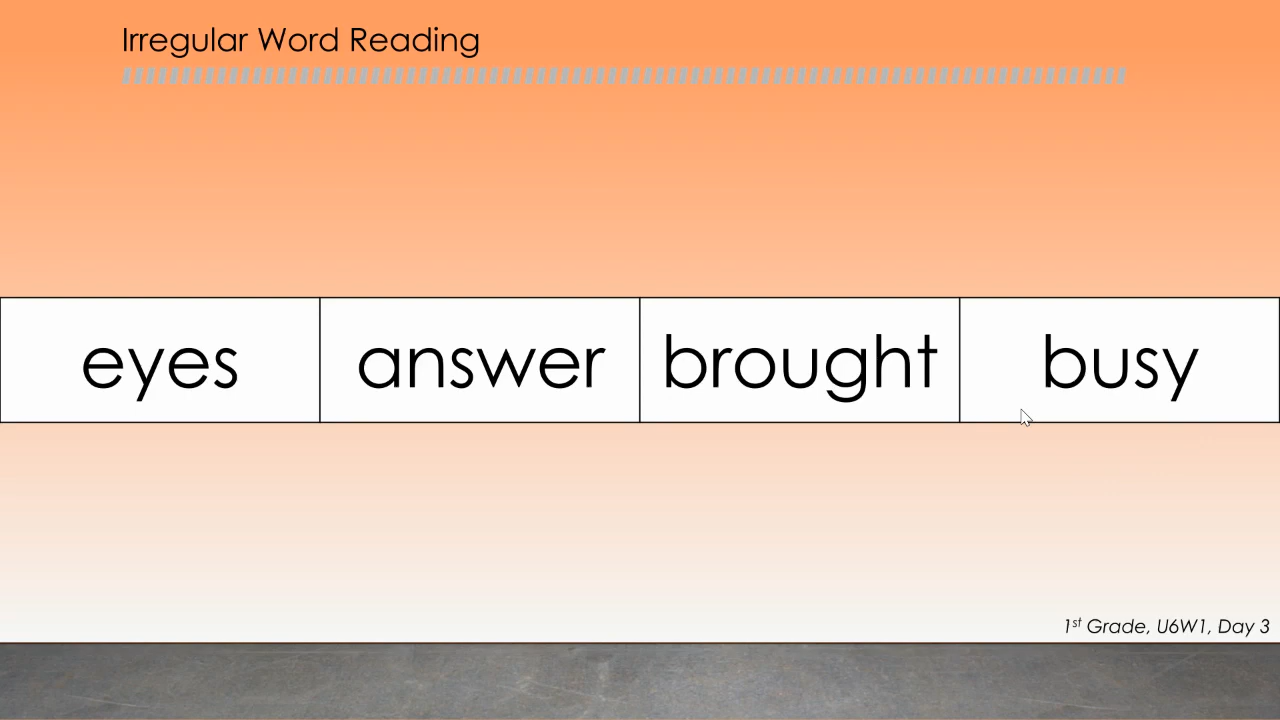 Irregular Word Reading
eyes answer brought busy
1st Grade, U6W1, Day 3